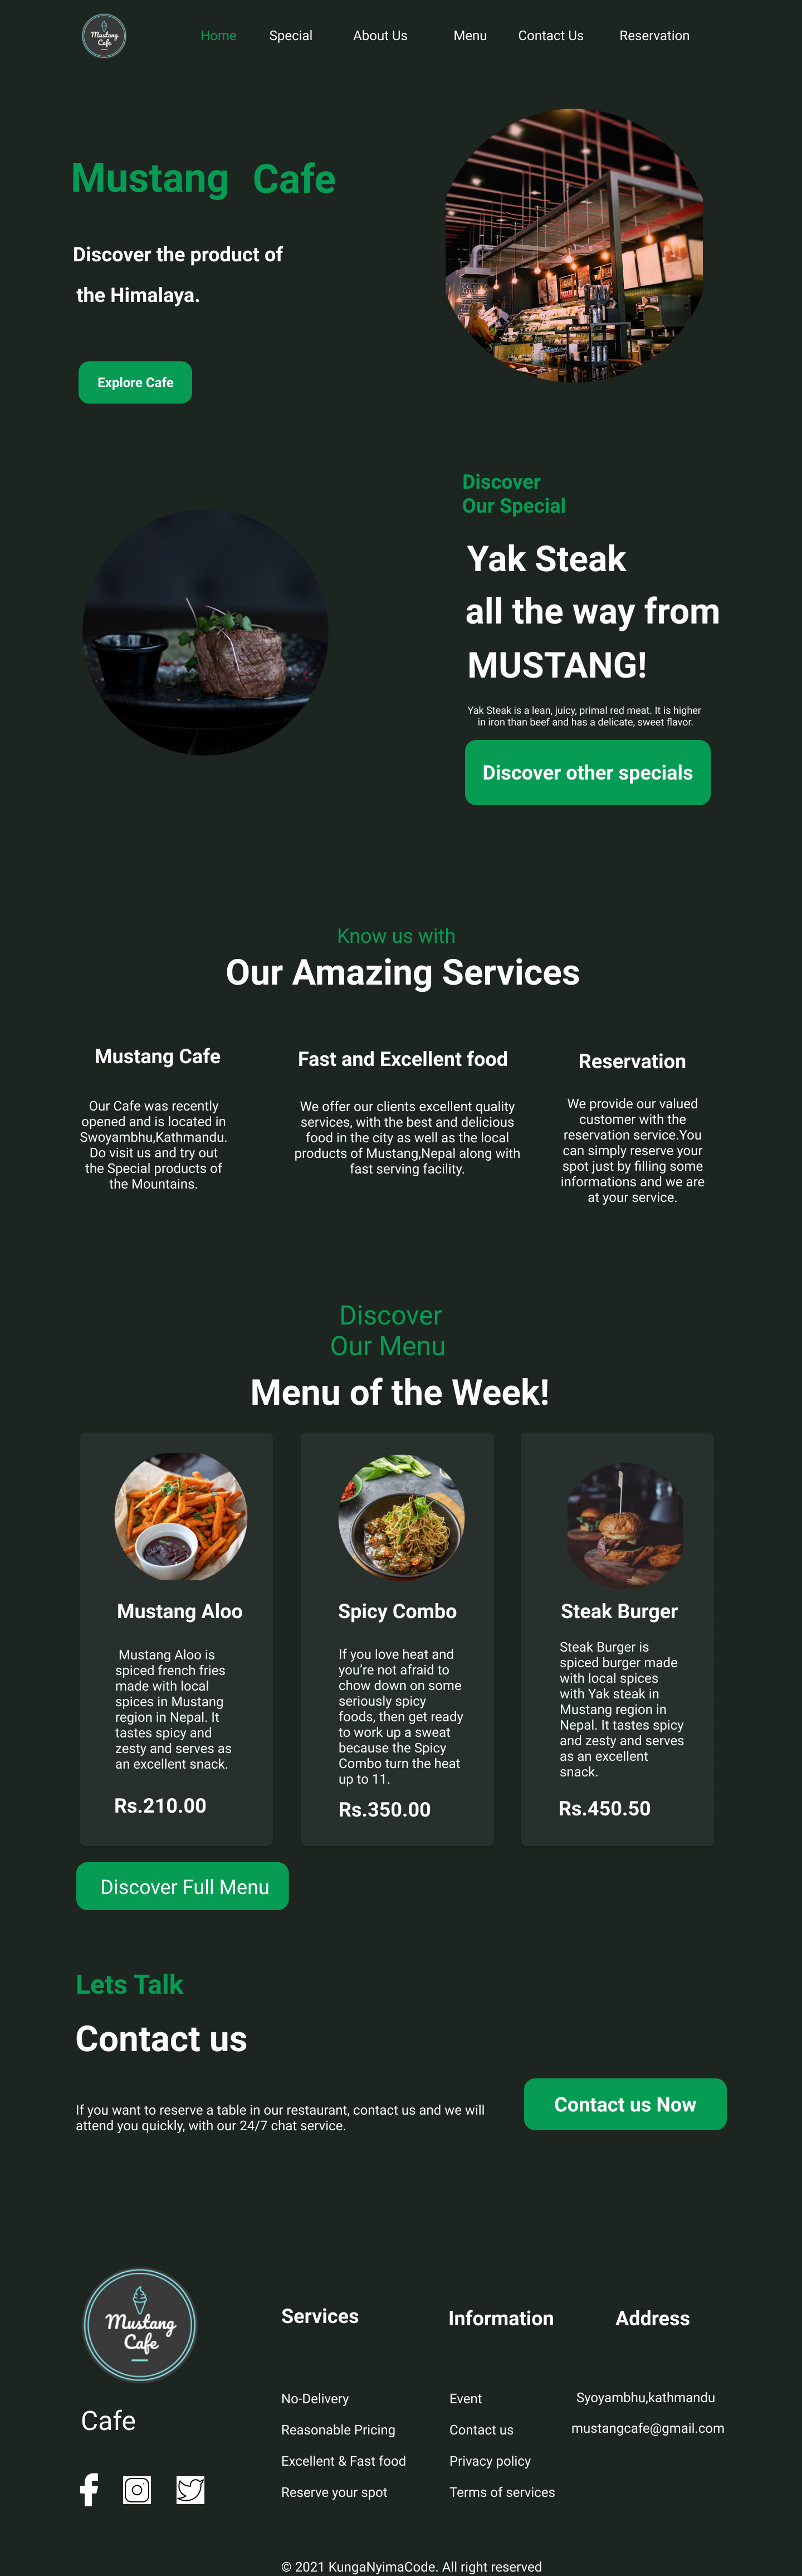 Mustang
Cafe
Home Special About Us Menu Contact Us Reservation
Mustang Cafe
Discover the product of
the Himalaya.
Explore Cafe
Discover
Our Special
Yak Steak
all the way from
MUSTANG!
Yak Steak is a lean, juicy, primal red meat. It is higher
in iron than beef and has a delicate, sweet flavor.
Discover other specials
Know us with
Our Amazing Services
Mustang Cafe
Our Cafe was recently
opened and is located in
Swoyambhu,Kathmandu.
Do visit us and try out
the Special products of
the Mountains.
Fast and Excellent food
We offer our clients excellent quality
services, with the best and delicious
food in the city as well as the local
products of Mustang,Nepal along with
fast serving facility.
Reservation
We provide our valued
customer with the
reservation service.You
can simply reserve your
spot just by filling some
informations and we are
at your service.
Discover
Our Menu
Menu of the Week!
Mustang Aloo
Mustang Aloo is
spiced french fries
made with local
spices in Mustang
region in Nepal. It
tastes spicy and
zesty and serves as
an excellent snack.
Rs.210.00
Spicy Combo
If you love heat and
you’re not afraid to
chow down on some
seriously spicy
foods, then get ready
to work up a sweat
because the Spicy
Combo turn the heat
up to 11.
Rs.350.00
Steak Burger
Steak Burger is
spiced burger made
with local spices
with Yak steak in
Mustang region in
Nepal. It tastes spicy
and zesty and serves
as an excellent
snack.
Rs.450.50
Discover Full Menu
Lets Talk
Contact us
If you want to reserve a table in our restaurant, contact us and we will
attend you quickly, with our 24/7 chat service.
Contact us Now
Mustang
Cafe
Cafe
Services
No-Delivery
Reasonable Pricing
Excellent & Fast food
Reserve your spot
Information
Event
Contact us
Privacy policy
Terms of services
Address
Syoyambhu,kathmandu
mustangcafe@gmail.com
© 2021 KungaNyimaCode. All right reserved